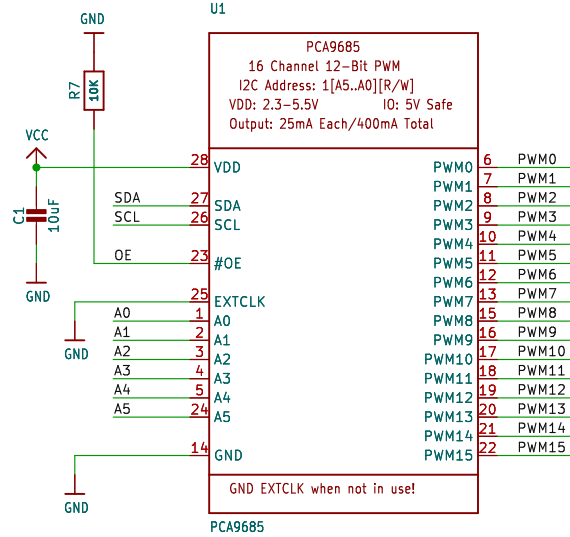 U1
GND
PCA9685
16 Channel 12-Bit PWM
I2C Address: 1[A5..A0][R/W]
VDD: 2.3-5.5V IO: 5V Safe
Output: 25mA Each/400mA Total
R7
10K
VCC
28 VDD PWM0 6 PWM0
PWM1 7 PWM1
SDA 27 SDA PWM2 8 PWM2
SCL 26 SCL PWM3 9 PWM3
C1
10uF
PWM4 10 PWM4
OE 23 #OE PWM5 11 PWM5
PWM6 12 PWM6
GND
25 EXTCLK PWM7 13 PWM7
A0 1 A0 PWM8 15 PWM8
A1 2 A1 PWM9 16 PWM9
GND
A2 3 A2 PWM10 17 PWM10
A3 4 A3 PWM11 18 PWM11
A4 5 A4 PWM12 19 PWM12
A5 24 A5 PWM13 20 PWM13
PWM14 21 PWM14
14 GND PWM15 22 PWM15
GND EXTCLK when not in use!
GND
PCA9685